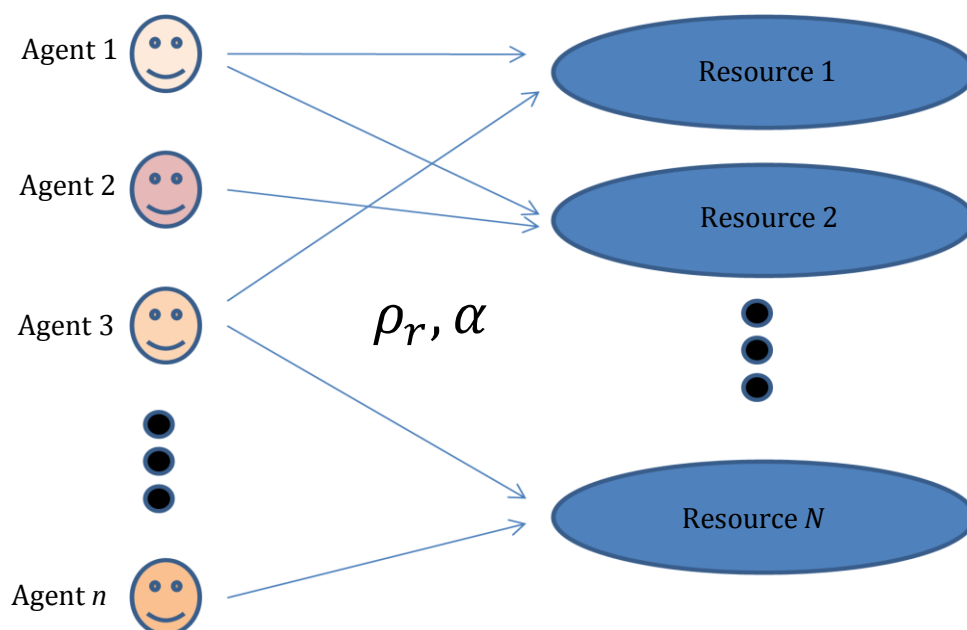 Agent 1
Resource 1
Agent 2
Resource 2
Agent 3
ρᵣ, α
Resource N
Agent n